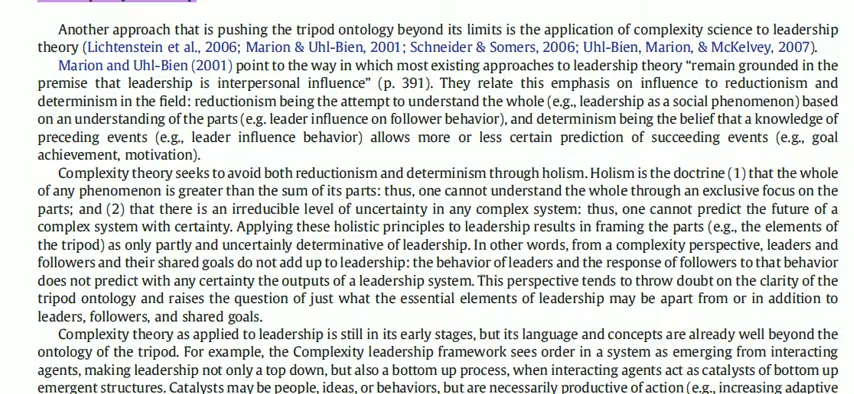 Another approach that is pushing the tripod ontology beyond its limits is the application of complexity science to leadership
theory (Lichtenstein et al., 2006; Marion & Uhl-Bien, 2001; Schneider & Somers, 2006; Uhl-Bien, Marion, & McKelvey, 2007).
Marion and Uhl-Bien (2001) point to the way in which most existing approaches to leadership theory “remain grounded in the
premise that leadership is interpersonal influence” (p. 391). They relate this emphasis on influence to reductionism and
determinism in the field: reductionism being the attempt to understand the whole (e.g., leadership as a social phenomenon) based
on an understanding of the parts (e.g. leader influence on follower behavior), and determinism being the belief that a knowledge of
preceding events (e.g., leader influence behavior) allows more or less certain prediction of succeeding events (e.g., goal
achievement, motivation).
Complexity theory seeks to avoid both reductionism and determinism through holism. Holism is the doctrine (1) that the whole
of any phenomenon is greater than the sum of its parts: thus, one cannot understand the whole through an exclusive focus on the
parts; and (2) that there is an irreducible level of uncertainty in any complex system: thus, one cannot predict the future of a
complex system with certainty. Applying these holistic principles to leadership results in framing the parts (e.g., the elements of
the tripod) as only partly and uncertainly determinative of leadership. In other words, from a complexity perspective, leaders and
followers and their shared goals do not add up to leadership: the behavior of leaders and the response of followers to that behavior
does not predict with any certainty the outputs of a leadership system. This perspective tends to throw doubt on the clarity of the
tripod ontology and raises the question of just what the essential elements of leadership may be apart from or in addition to
leaders, followers, and shared goals.
Complexity theory as applied to leadership is still in its early stages, but its language and concepts are already well beyond the
ontology of the tripod. For example, the Complexity leadership framework sees order in a system as emerging from interacting
agents, making leadership not only a top down, but also a bottom up process, when interacting agents act as catalysts of bottom up
emergent structures. Catalysts may be people, ideas, or behaviors, but are necessarily productive of action (e.g., increasing adaptive